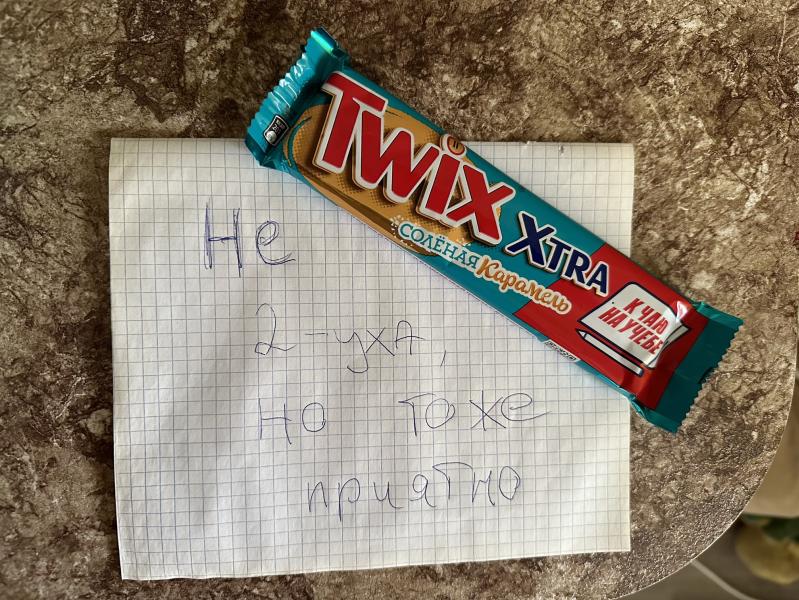 TWIX XTRA
СОЛЁНАЯ Карамель
К ЧАЮ
НА УЧЕБЕ
Не
2-уха,
но тоже
приятно